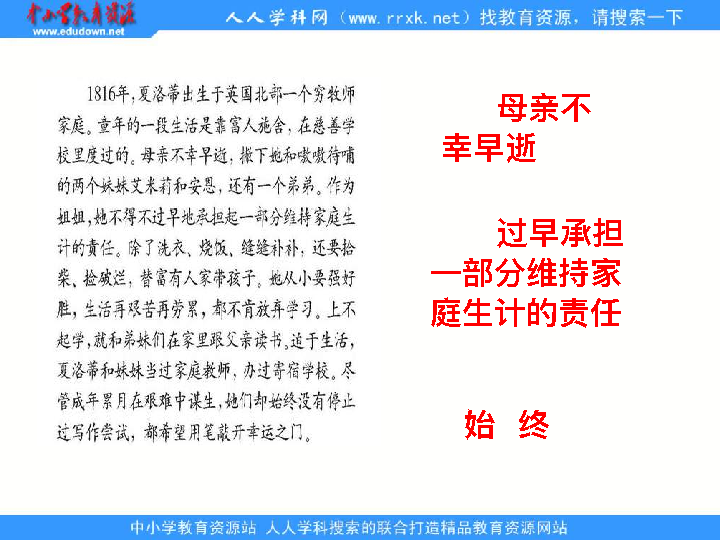 中小学教育资源
www.edudown.net
人人学科网（www.rrxk.net）找教育资源，请搜索一下
1816年，夏洛蒂出生于英国北部一个穷牧师
家庭。童年的一段生活是靠富人施舍，在慈善学
校里度过的。母亲不幸早逝，撇下她和嗷嗷待哺
的两个妹妹艾米莉和安恩，还有一个弟弟。作为
姐姐，她不得不过早地承担起一部分维持家庭生
计的责任。除了洗衣、烧饭、缝缝补补，还要拾
柴、捡破烂，替富有人家带孩子。她从小要强好
胜，生活再艰苦再劳累，都不肯放弃学习。上不
起学，就和弟妹们在家里跟父亲读书。迫于生活，
夏洛蒂和妹妹当过家庭教师，办过寄宿学校。尽
管成年累月在艰难中谋生，她们却始终没有停止
过写作尝试，都希望用笔敲开幸运之门。
母亲不
幸早逝
过早承担
一部分维持家
庭生计的责任
始 终
中小学教育资源站 人人学科搜索的联合打造精品教育资源网站